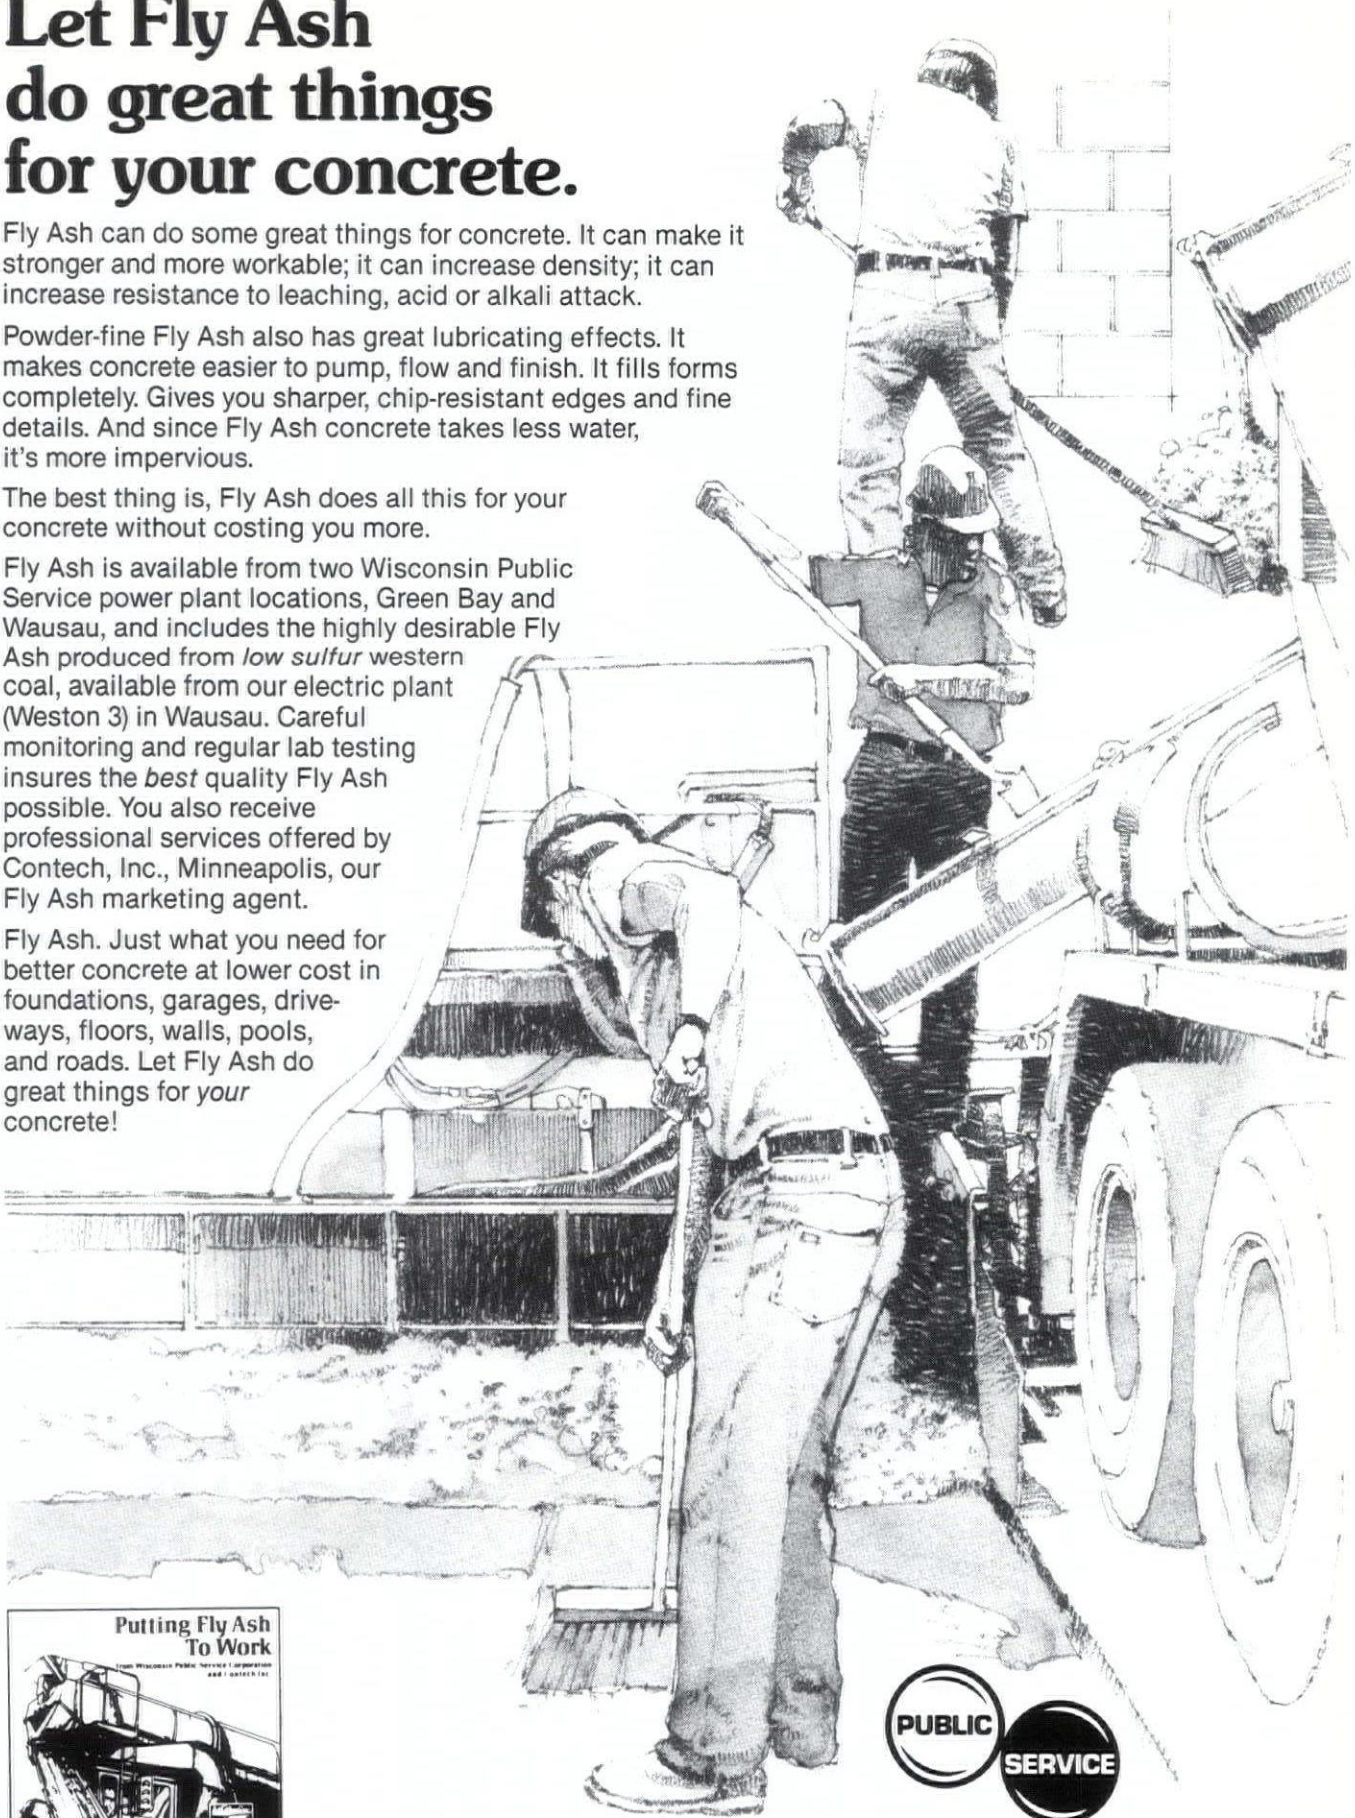 Let Fly Ash
do great things
for your concrete.
Fly Ash can do some great things for concrete. It can make it
stronger and more workable; it can increase density; it can
increase resistance to leaching, acid or alkali attack.
Powder-fine Fly Ash also has great lubricating effects. It
makes concrete easier to pump, flow and finish. It fills forms
completely. Gives you sharper, chip-resistant edges and fine
details. And since Fly Ash concrete takes less water,
it's more impervious.
The best thing is, Fly Ash does all this for your
concrete without costing you more.
Fly Ash is available from two Wisconsin Public
Service power plant locations, Green Bay and
Wausau, and includes the highly desirable Fly
Ash produced from low sulfur western
coal, available from our electric plant
(Weston 3) in Wausau. Careful
monitoring and regular lab testing
insures the best quality Fly Ash
possible. You also receive
professional services offered by
Contech, Inc., Minneapolis, our
Fly Ash marketing agent.
Fly Ash. Just what you need for
better concrete at lower cost in
foundations, garages, drive-
ways, floors, walls, pools,
and roads. Let Fly Ash do
great things for your
concrete!
Putting Fly Ash
To Work
from Wisconsin Public Service Corporation
and Contech Inc
PUBLIC
SERVICE